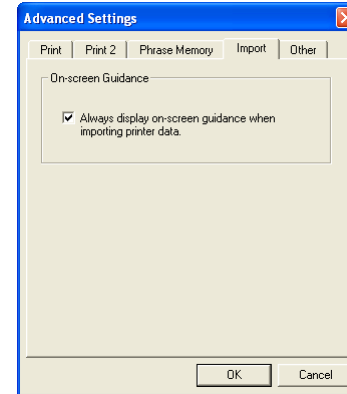 Advanced Settings
Print Print 2 Phrase Memory Import Other
On-screen Guidance
Always display on-screen guidance when
importing printer data.
OK Cancel